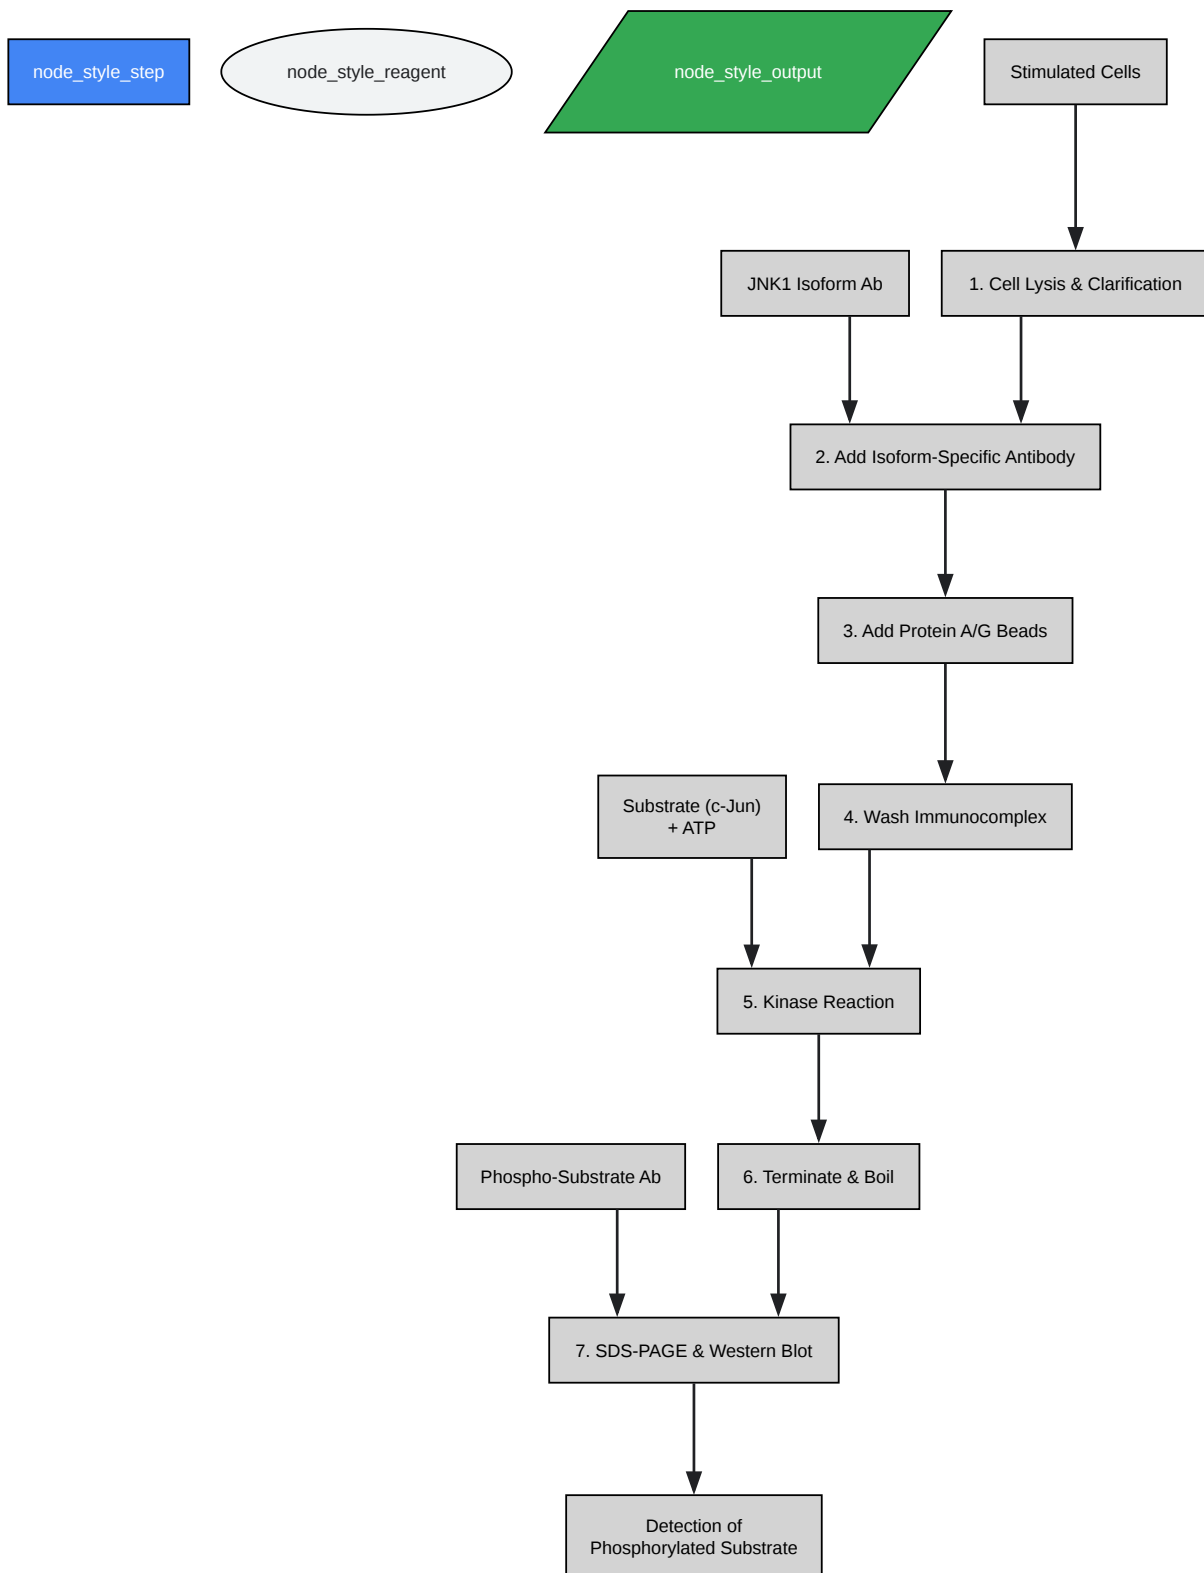 node_style_step
node_style_reagent
node_style_output
Stimulated Cells
JNK1 Isoform Ab
1. Cell Lysis & Clarification
2. Add Isoform-Specific Antibody
3. Add Protein A/G Beads
Substrate (c-Jun)
+ ATP
4. Wash Immunocomplex
5. Kinase Reaction
Phospho-Substrate Ab
6. Terminate & Boil
7. SDS-PAGE & Western Blot
Detection of
Phosphorylated Substrate